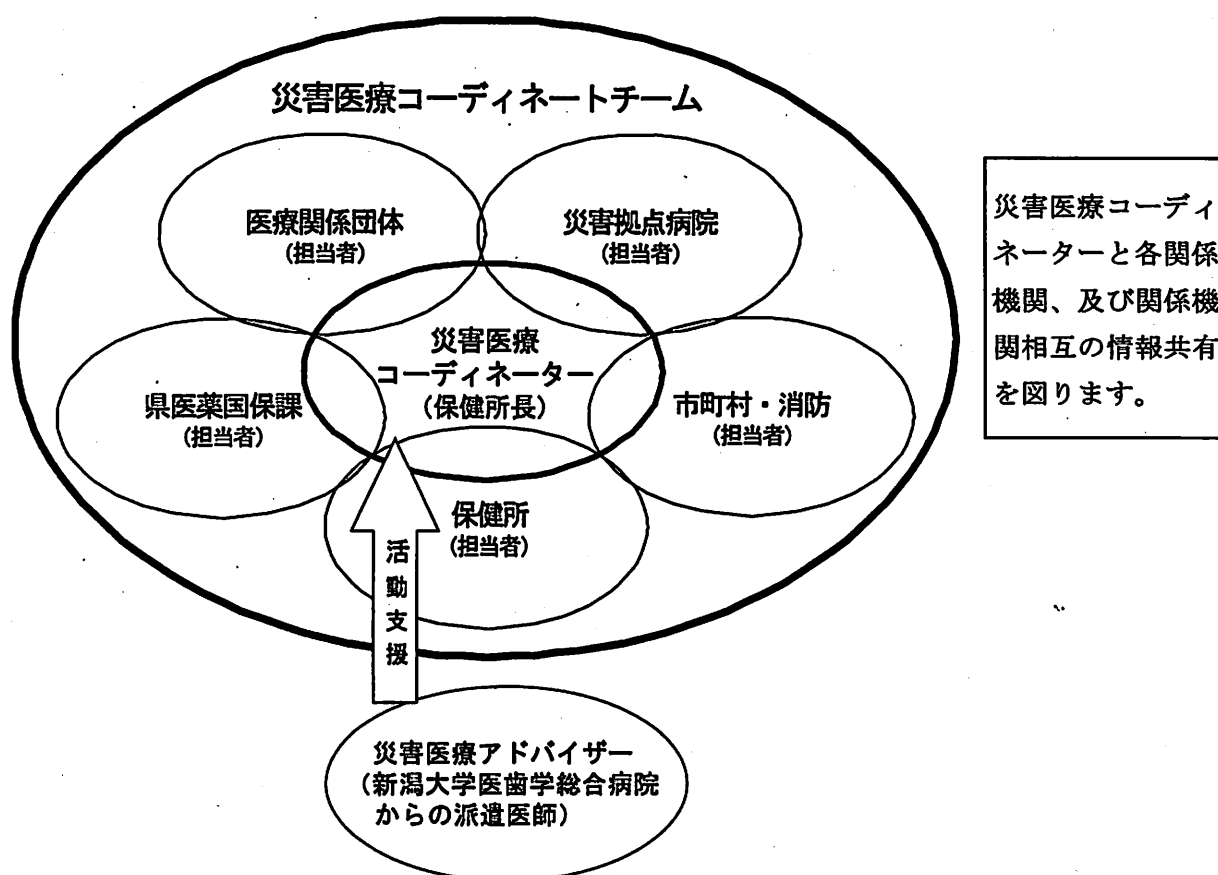 災害医療コーディネートチーム
医療関係団体
(担当者)
災害拠点病院
(担当者)
災害医療
コーディネーター
(保健所長)
県医薬国保課
(担当者)
市町村・消防
(担当者)
保健所
(担当者)
活動支援
災害医療アドバイザー
(新潟大学医歯学総合病院
からの派遣医師)
災害医療コーディ
ネーターと各関係
機関、及び関係機
関相互の情報共有
を図ります。